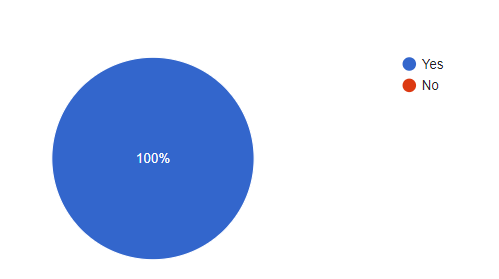 Yes
No
100%